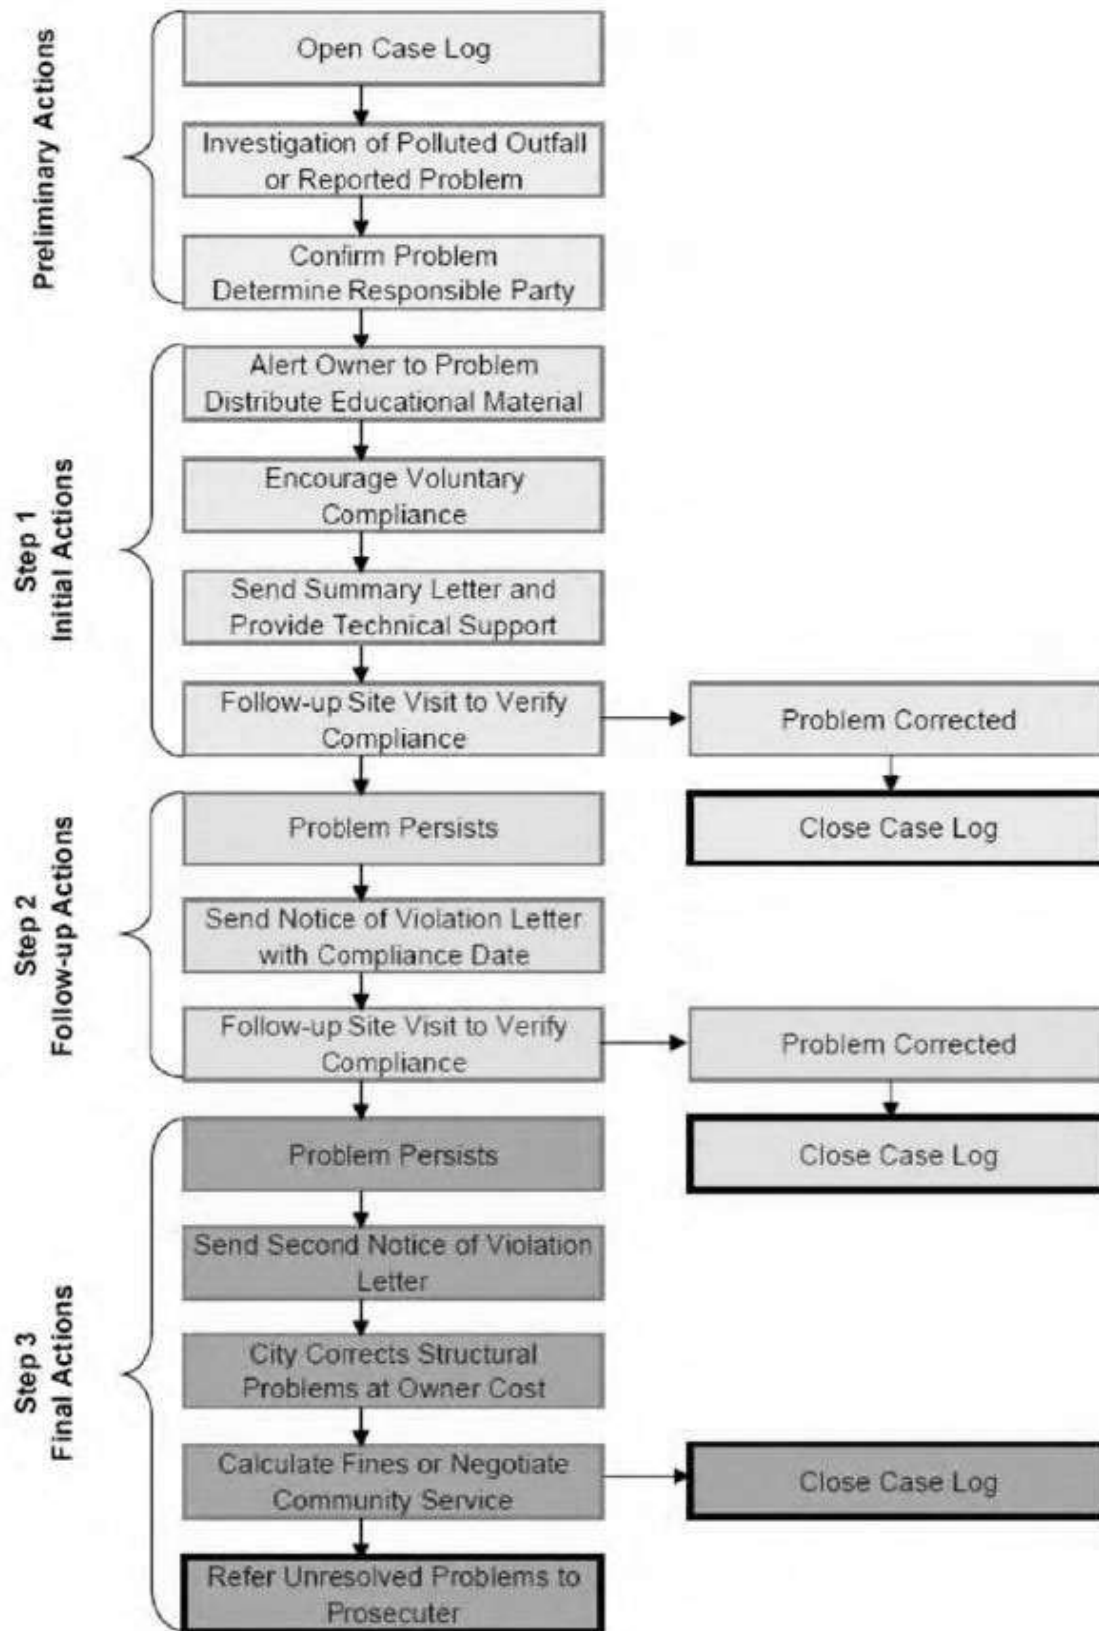 Preliminary Actions
Open Case Log
Investigation of Polluted Outfall
or Reported Problem
Confirm Problem
Determine Responsible Party
Step 1
Initial Actions
Alert Owner to Problem
Distribute Educational Material
Encourage Voluntary
Compliance
Send Summary Letter and
Provide Technical Support
Follow-up Site Visit to Verify
Compliance
Problem Corrected
Close Case Log
Step 2
Follow-up Actions
Problem Persists
Send Notice of Violation Letter
with Compliance Date
Follow-up Site Visit to Verify
Compliance
Problem Corrected
Close Case Log
Step 3
Final Actions
Problem Persists
Send Second Notice of Violation
Letter
City Corrects Structural
Problems at Owner Cost
Calculate Fines or Negotiate
Community Service
Close Case Log
Refer Unresolved Problems to
Prosecuter